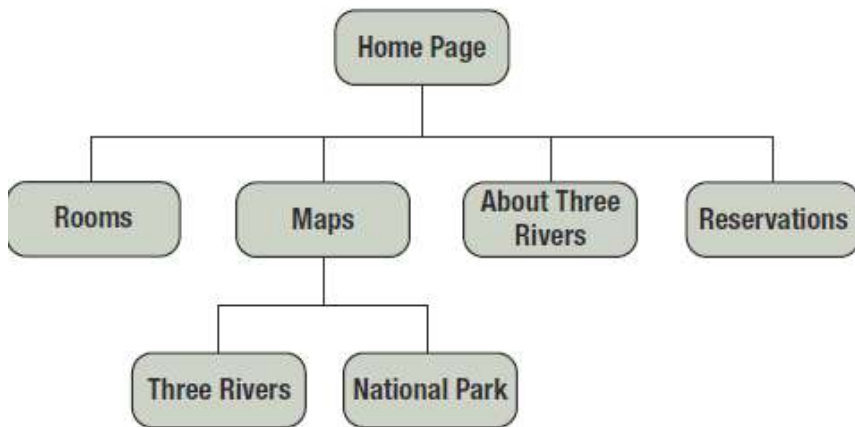 Home Page
Rooms
Maps
About Three
Rivers
Reservations
Three Rivers
National Park